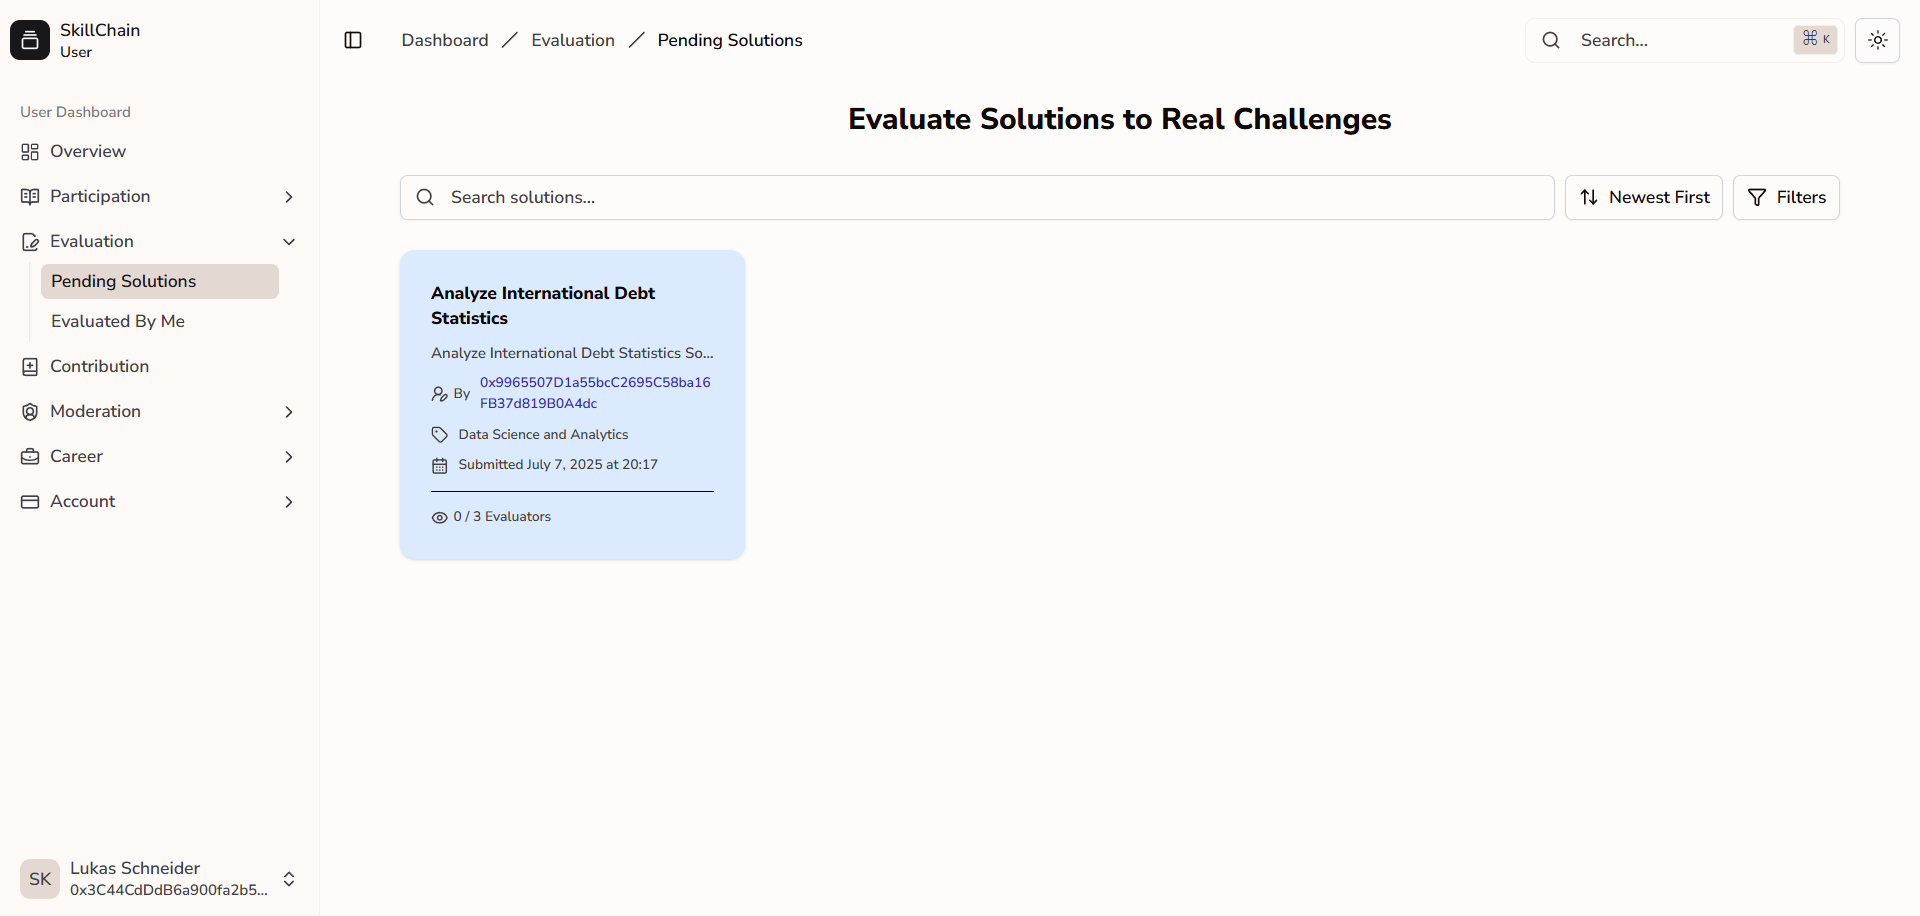 SkillChain
User
User Dashboard
Overview
Participation
Evaluation
Pending Solutions
Evaluated By Me
Contribution
Moderation
Career
Account
SK
Lukas Schneider
0x3C44CdDdB6a900fa2b5...
Dashboard / Evaluation / Pending Solutions
Search...
⌘ K
Evaluate Solutions to Real Challenges
Search solutions...
Newest First
Filters
Analyze International Debt
Statistics
Analyze International Debt Statistics So...
By 0x9965507D1a55bcC2695C58ba16
FB37d819B0A4dc
Data Science and Analytics
Submitted July 7, 2025 at 20:17
0 / 3 Evaluators